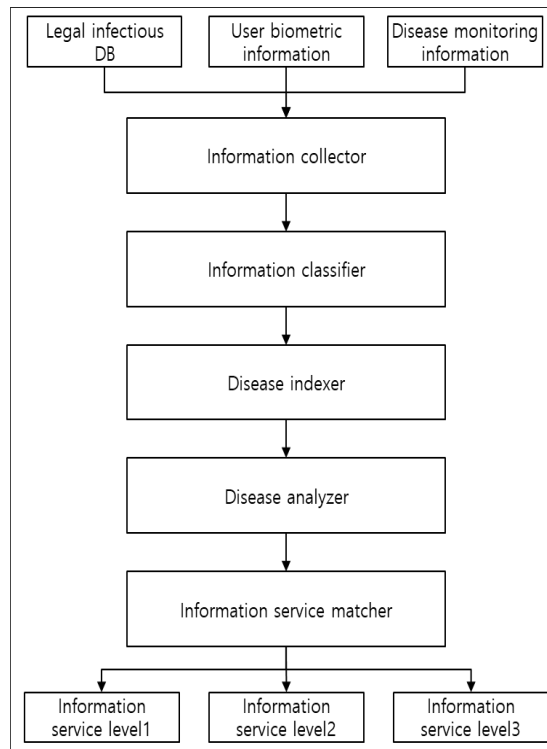 Legal infectious
DB
User biometric
information
Disease monitoring
information
Information collector
Information classifier
Disease indexer
Disease analyzer
Information service matcher
Information
service level1
Information
service level2
Information
service level3